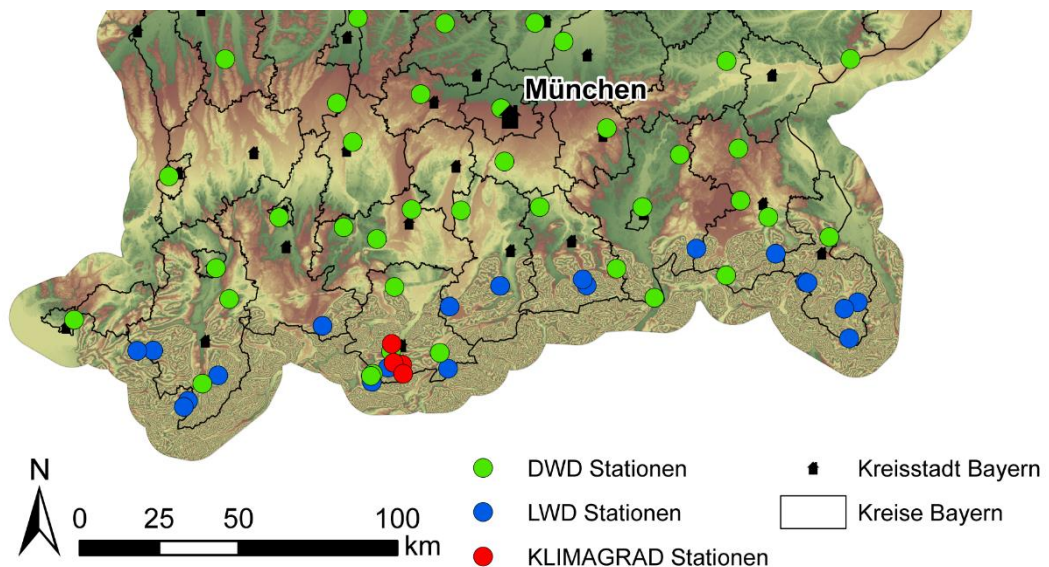 München
N
0 25 50 100
km
DWD Stationen
LWD Stationen
KLIMAGRAD Stationen
Kreisstadt Bayern
Kreise Bayern